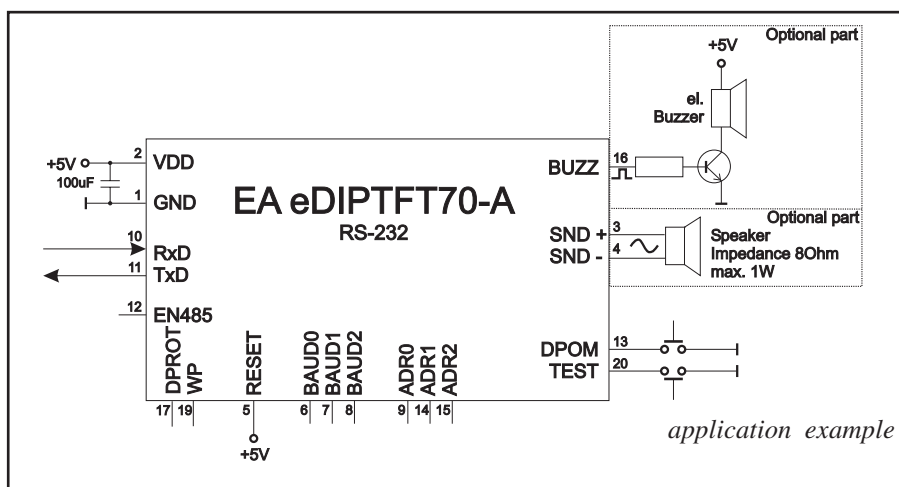 Optional part
+5V
el.
Buzzer
2
VDD
+5V
100uF
1
GND
EA eDIPTFT70-A
RS-232
BUZZ
16
Optional part
10
RxD
11
TxD
SND +
3
SND -
4
Speaker
Impedance 8Ohm
max. 1W
12
EN485
DPROT
WP
RESET
BAUD0
BAUD1
BAUD2
ADR0
ADR1
ADR2
DPOM
13
TEST
20
17
19
5
6
7
8
9
14
15
+5V
application example